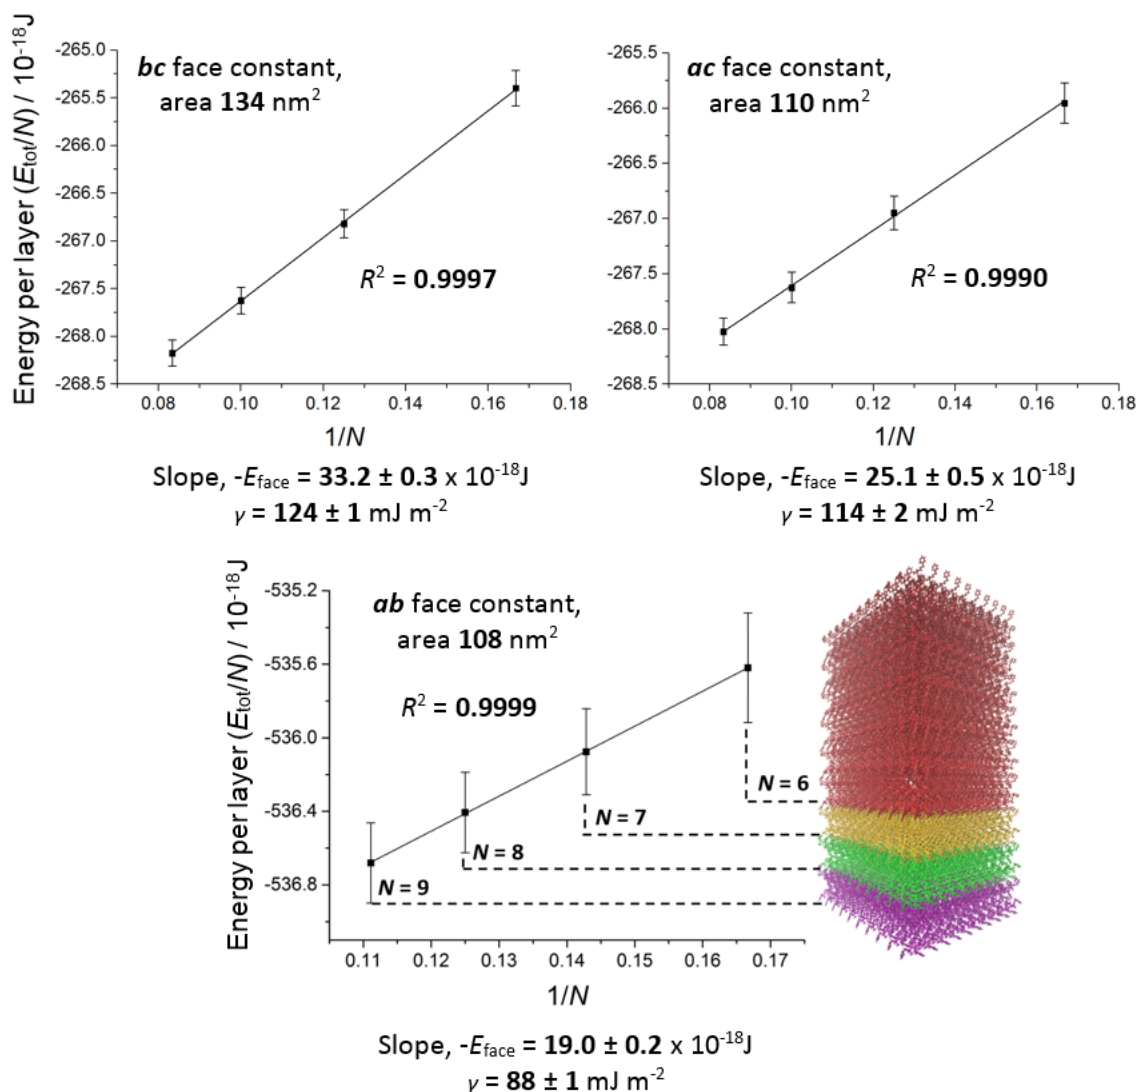 Energy per layer (Etot/N) / 10-18J
-265.0
-265.5
-266.0
-266.5
-267.0
-267.5
-268.0
-268.5
bc face constant,
area 134 nm2
R2 = 0.9997
0.08 0.10 0.12 0.14 0.16 0.18
1/N
Slope, -Eface = 33.2 ± 0.3 x 10-18J
γ = 124 ± 1 mJ m-2
-265.5
-266.0
-266.5
-267.0
-267.5
-268.0
-268.5
ac face constant,
area 110 nm2
R2 = 0.9990
0.08 0.10 0.12 0.14 0.16 0.18
1/N
Slope, -Eface = 25.1 ± 0.5 x 10-18J
γ = 114 ± 2 mJ m-2
Energy per layer (Etot/N) / 10-18J
-535.2
-535.6
-536.0
-536.4
-536.8
ab face constant,
area 108 nm2
R2 = 0.9999
N = 6
N = 7
N = 8
N = 9
0.11 0.12 0.13 0.14 0.15 0.16 0.17
1/N
Slope, -Eface = 19.0 ± 0.2 x 10-18J
γ = 88 ± 1 mJ m-2